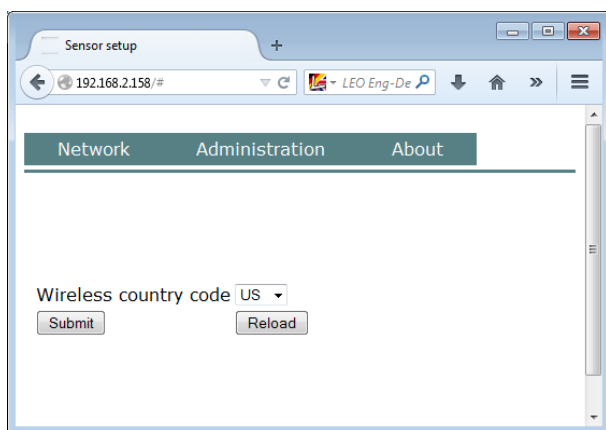 Sensor setup
192.168.2.158/#
LEO Eng-De
Network Administration About
Wireless country code US
Submit Reload